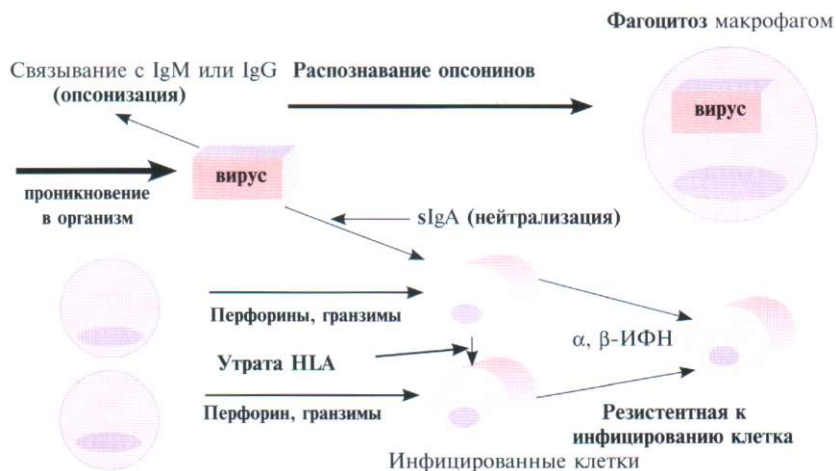 Фагоцитоз макрофагом
Связывание с IgM или IgG
(опсонизация)
Распознавание опсонинов
вирус
вирус
проникновение
в организм
sIgA (нейтрализация)
Перфорины, гранзимы
α, β-ИФН
Утрата HLA
Перфорин, гранзимы
Резистентная к
инфицированию клетка
Инфицированные клетки